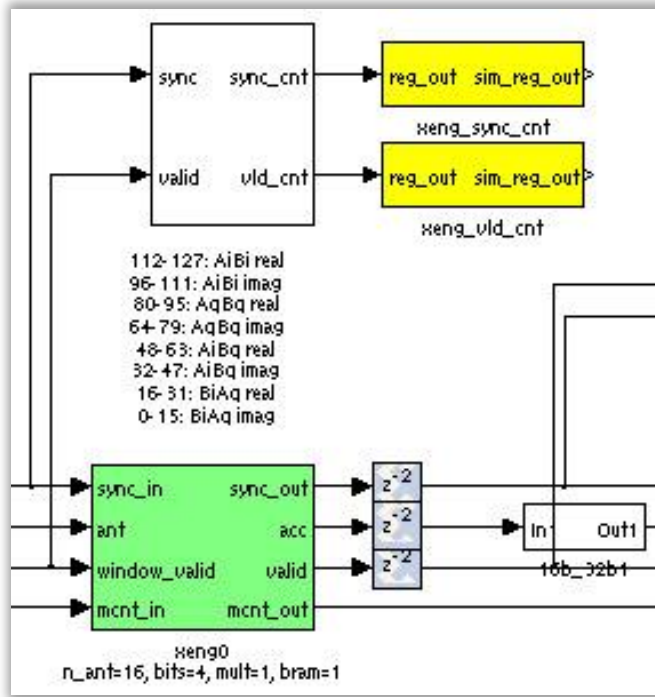 sync sync_cnt
reg_out sim_reg_out
xeng_sync_cnt
valid vld_cnt
reg_out sim_reg_out
xeng_vld_cnt
112-127: AiBi real
96-111: AiBi imag
80-95: AqBq real
64-79: AqBq imag
48-63: AiBq real
32-47: AiBq imag
16-31: BiAq real
0-15: BiAq imag
sync_in sync_out
z-2
ant acc
z-2
In1 Out1
window_valid valid
z-2
mcnt_in mcnt_out
xeng0
n_ant=16, bits=4, mult=1, bram=1